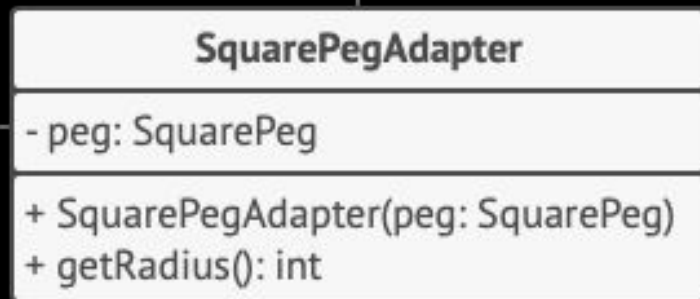 SquarePegAdapter
- peg: SquarePeg
+ SquarePegAdapter(peg: SquarePeg)
+ getRadius(): int